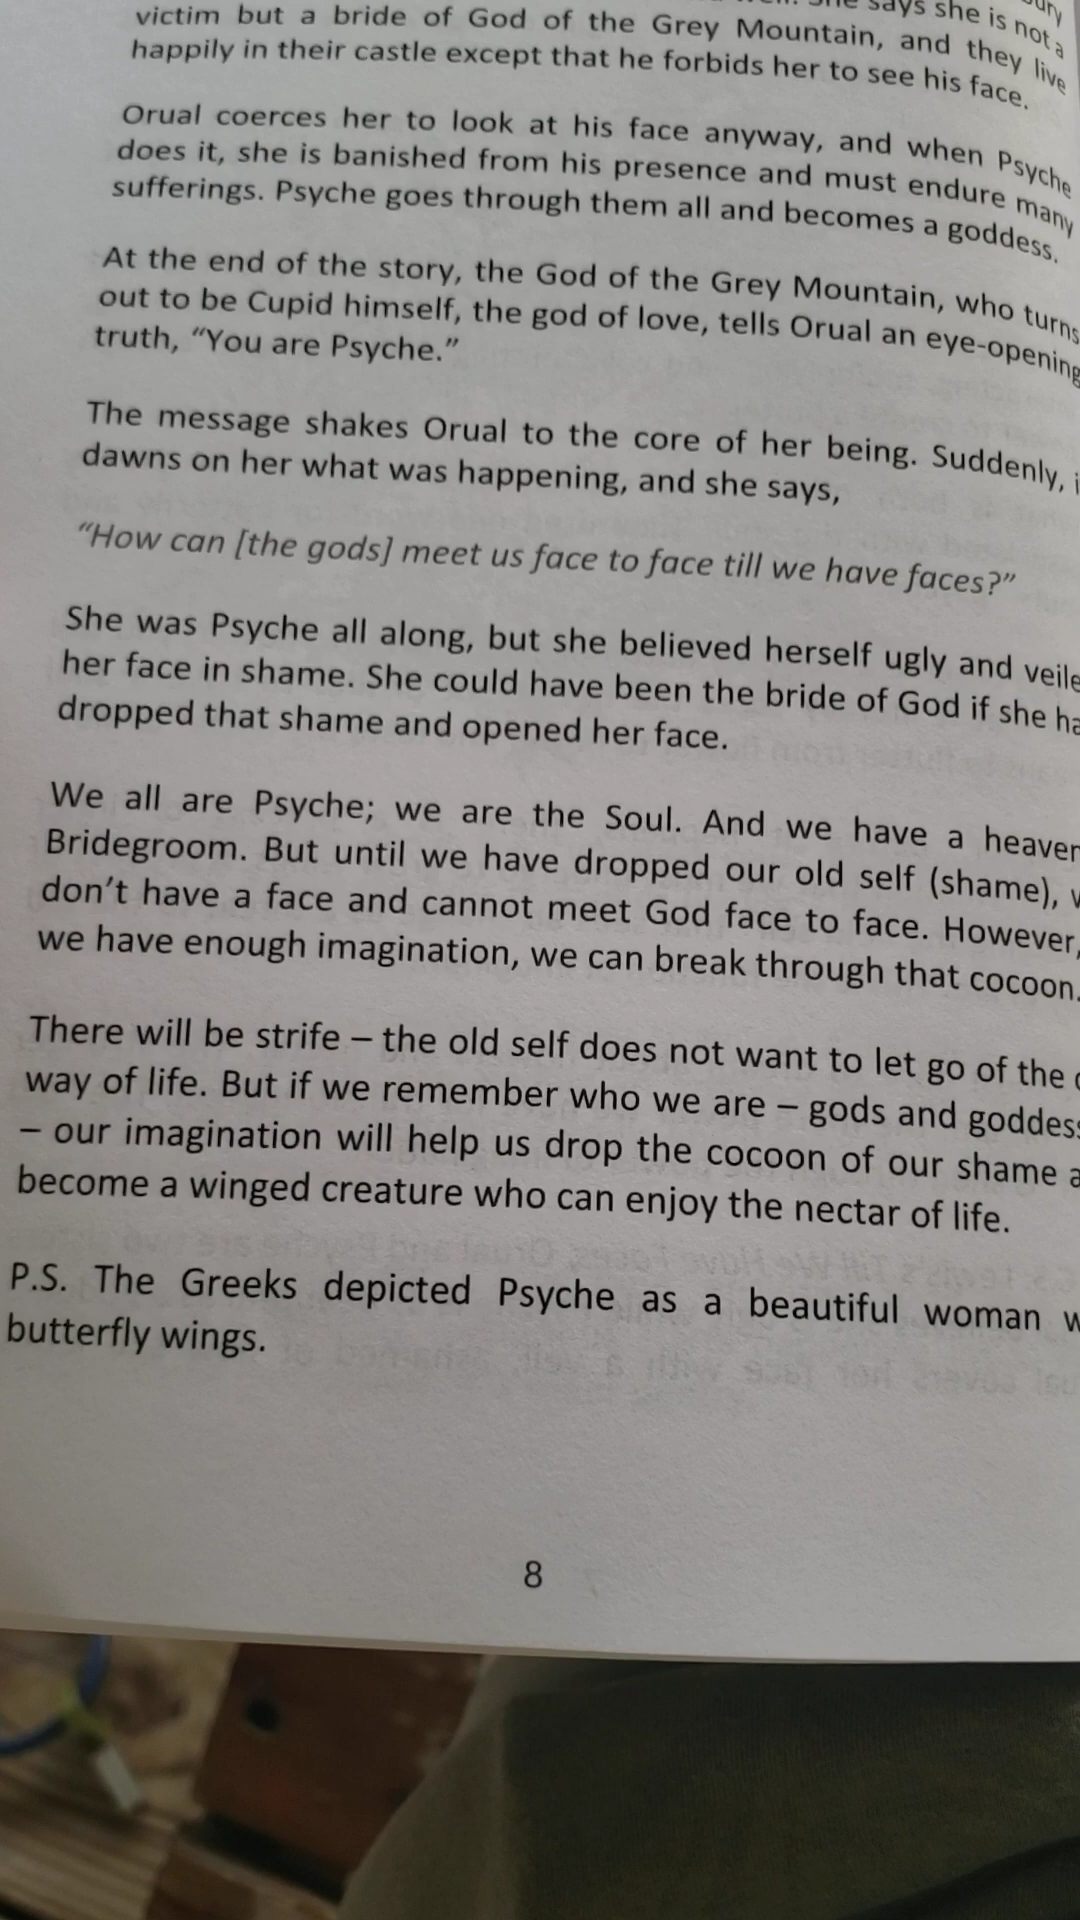 says she is not a
victim but a bride of God of the Grey Mountain, and they live
happily in their castle except that he forbids her to see his face.
Orual coerces her to look at his face anyway, and when Psyche
does it, she is banished from his presence and must endure many
sufferings. Psyche goes through them all and becomes a goddess.
At the end of the story, the God of the Grey Mountain, who turns
out to be Cupid himself, the god of love, tells Orual an eye-opening
truth, “You are Psyche.”
The message shakes Orual to the core of her being. Suddenly, i
dawns on her what was happening, and she says,
“How can [the gods] meet us face to face till we have faces?”
She was Psyche all along, but she believed herself ugly and veile
her face in shame. She could have been the bride of God if she ha
dropped that shame and opened her face.
We all are Psyche; we are the Soul. And we have a heaven
Bridegroom. But until we have dropped our old self (shame), w
don’t have a face and cannot meet God face to face. However,
we have enough imagination, we can break through that cocoon.
There will be strife – the old self does not want to let go of the
way of life. But if we remember who we are – gods and goddess
– our imagination will help us drop the cocoon of our shame a
become a winged creature who can enjoy the nectar of life.
P.S. The Greeks depicted Psyche as a beautiful woman w
butterfly wings.
8